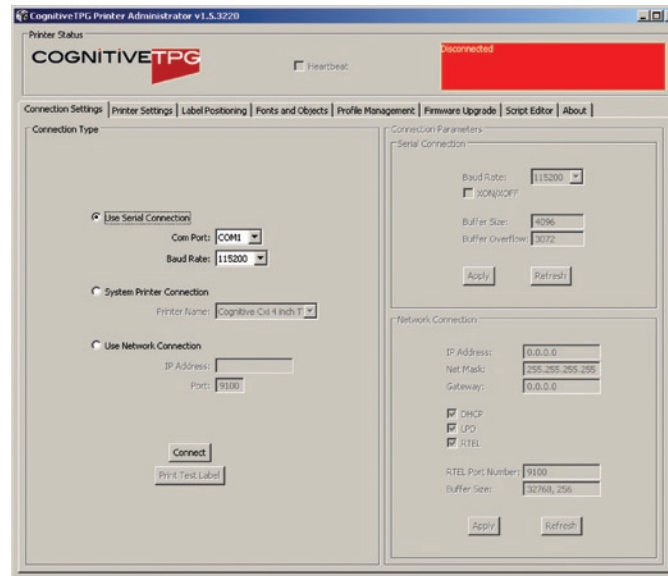 CognitiveTPG Printer Administrator v1.5.3220
Printer Status
COGNITIVETPG
Heartbeat
Disconnected
Connection Settings Printer Settings Label Positioning Fonts and Objects Profile Management Firmware Upgrade Script Editor About
Connection Type
Use Serial Connection
Com Port: COM1
Baud Rate: 115200
System Printer Connection
Printer Name: Cognitive Cxl 4 inch T
Use Network Connection
IP Address:
Port: 9100
Connect
Print Test Label
Connection Parameters
Serial Connection
Baud Rate: 115200
XON/XOFF
Buffer Size: 4096
Buffer Overflow: 3072
Apply Refresh
Network Connection
IP Address: 0.0.0.0
Net Mask: 255.255.255.255
Gateway: 0.0.0.0
DHCP
LPD
RTEL
RTEL Port Number: 9100
Buffer Size: 32768, 256
Apply Refresh